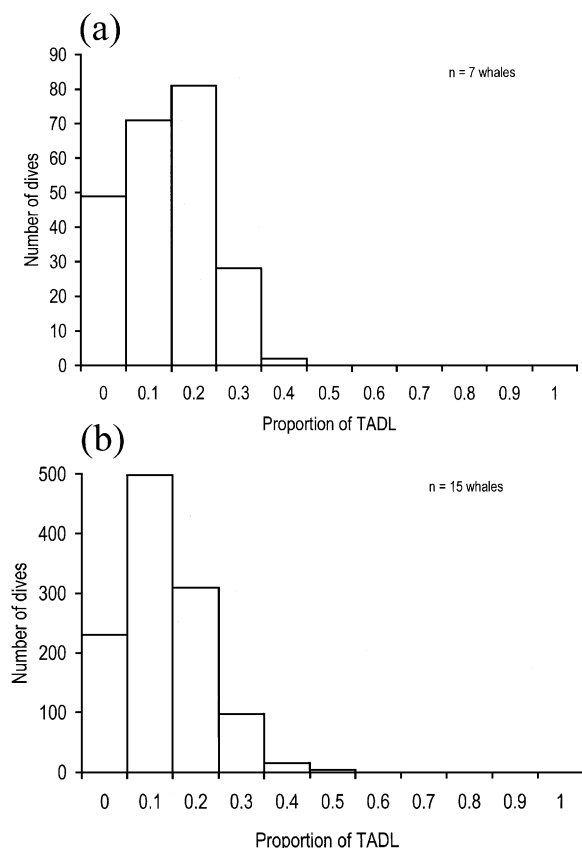 (a)
90
n = 7 whales
80
70
60
50
40
30
20
10
0
Number of dives
0 0.1 0.2 0.3 0.4 0.5 0.6 0.7 0.8 0.9 1
Proportion of TADL
(b)
500
n = 15 whales
400
300
200
100
0
Number of dives
0 0.1 0.2 0.3 0.4 0.5 0.6 0.7 0.8 0.9 1
Proportion of TADL